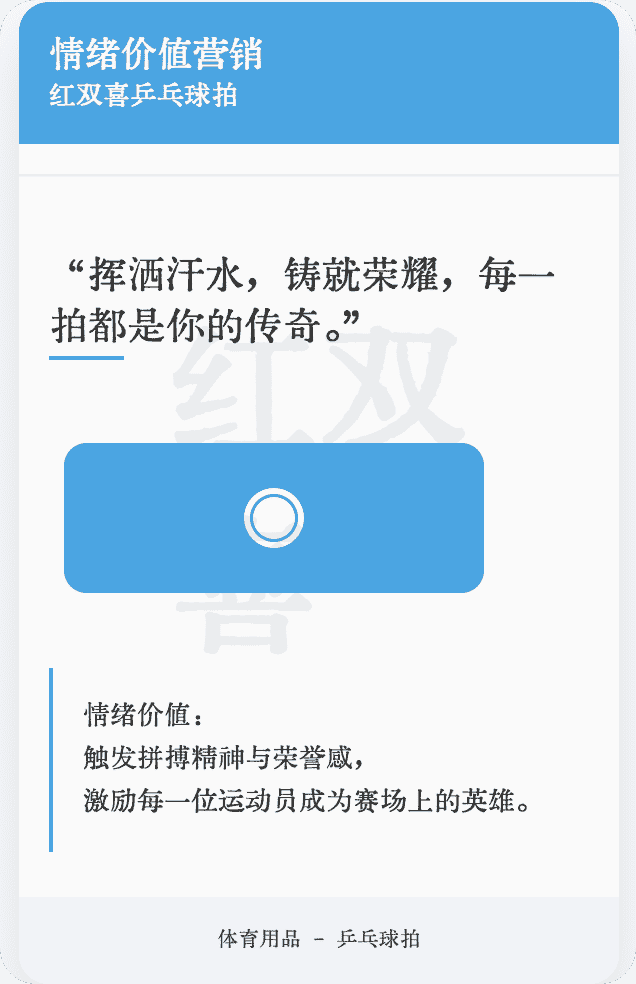 情绪价值营销
红双喜乒乓球拍
“挥洒汗水，铸就荣耀，每一
拍都是你的传奇。”
红双
喜
情绪价值：
触发拼搏精神与荣誉感，
激励每一位运动员成为赛场上的英雄。
体育用品 - 乒乓球拍